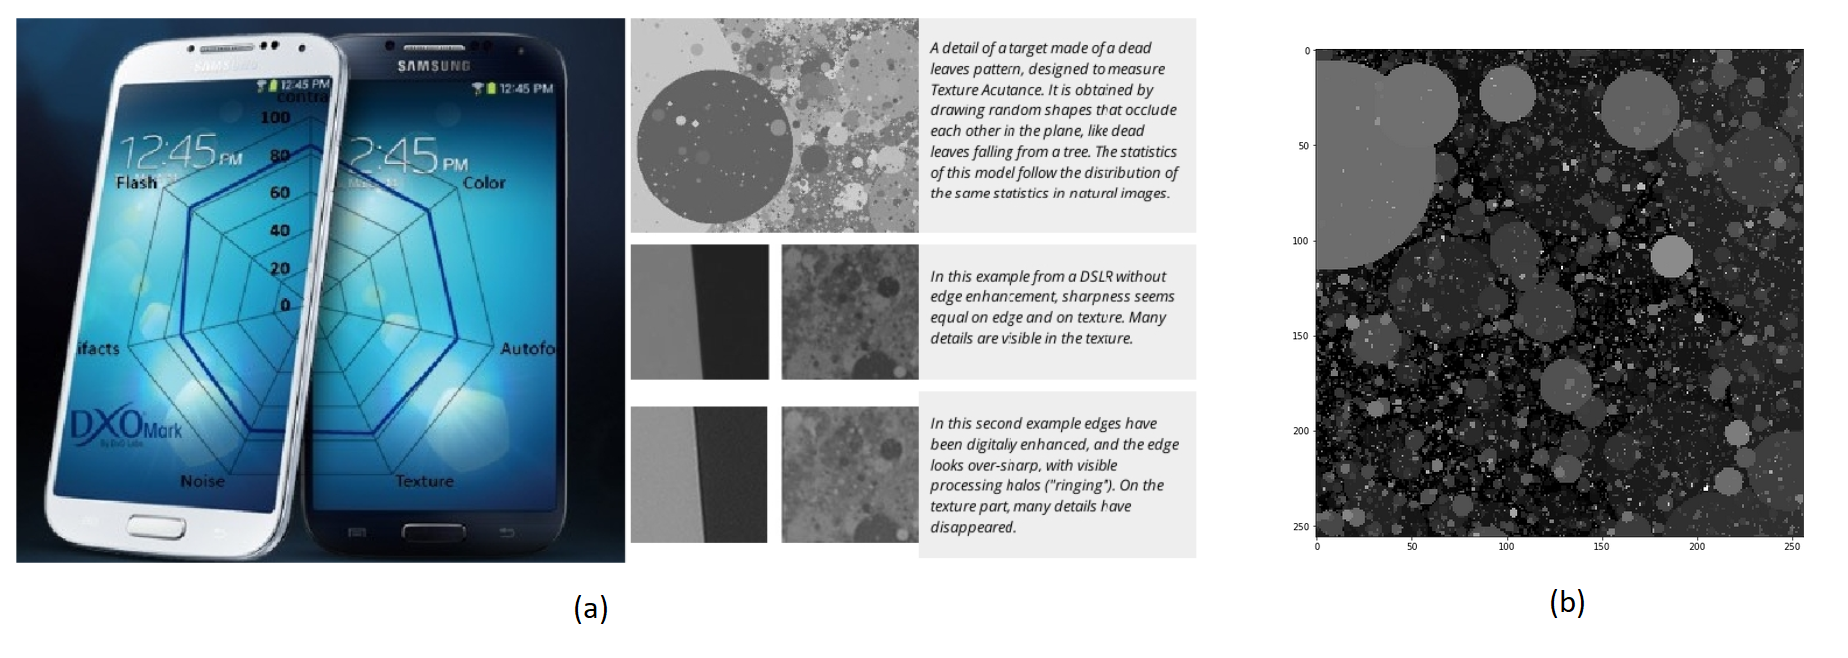 SAMSUNG
12:45 PM
12:45 PM
contra
100
80
60
40
20
0
12:45 PM
2:45 PM
Flash
Color
ifacts
Autofo
DXO Mark
By DxO Labs
Noise
Texture
A detail of a target made of a dead
leaves pattern, designed to measure
Texture Acutance. It is obtained by
drawing random shapes that occlude
each other in the plane, like dead
leaves falling from a tree. The statistics
of this model follow the distribution of
the same statistics in natural images.
In this example from a DSLR without
edge enhancement, sharpness seems
equal on edge and on texture. Many
details are visible in the texture.
In this second example edges have
been digitally enhanced, and the edge
looks over-sharp, with visible
processing halos ("ringing"). On the
texture part, many details have
disappeared.
(a)
0
50
100
150
200
250
0
50
100
150
200
250
(b)